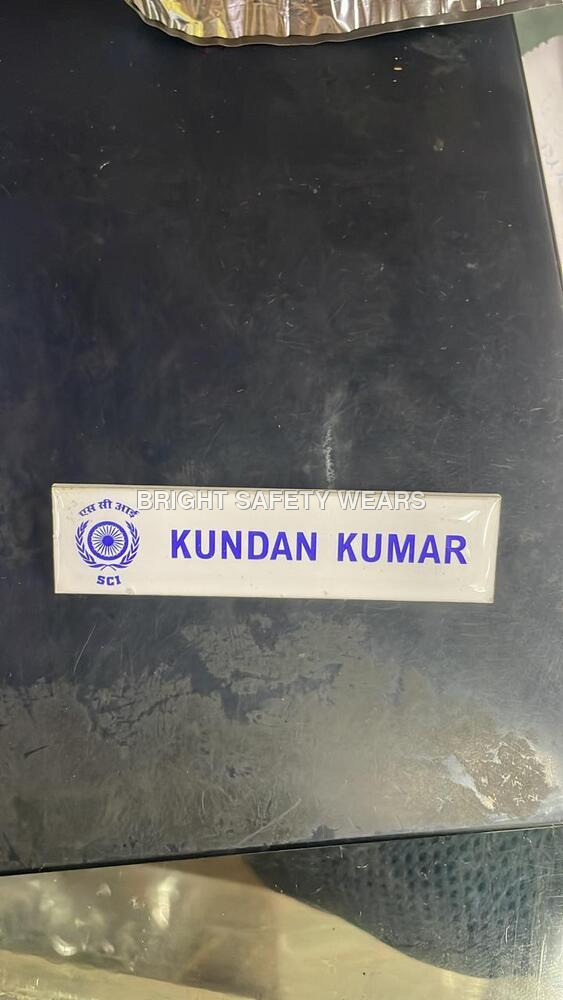 BRIGHT SAFETY WEARS
एस सी आई
KUNDAN KUMAR
SCI